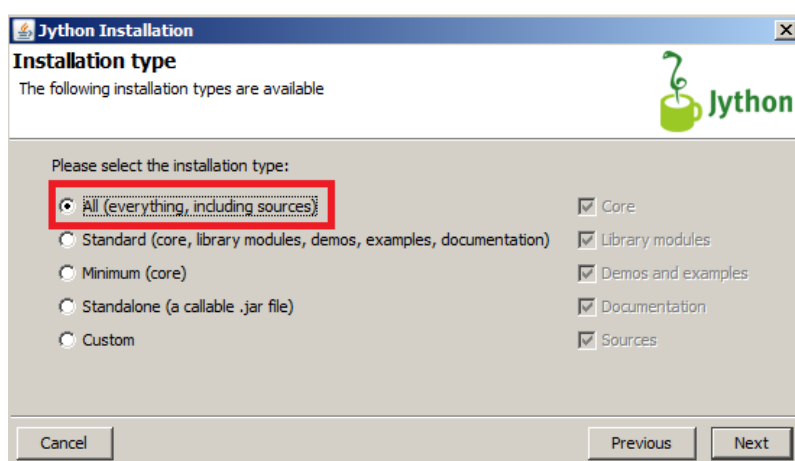 Jython Installation
Installation type
The following installation types are available
Jython
Please select the installation type:
All (everything, including sources)
Core
Standard (core, library modules, demos, examples, documentation)
Library modules
Minimum (core)
Demos and examples
Standalone (a callable .jar file)
Documentation
Custom
Sources
Cancel
Previous
Next